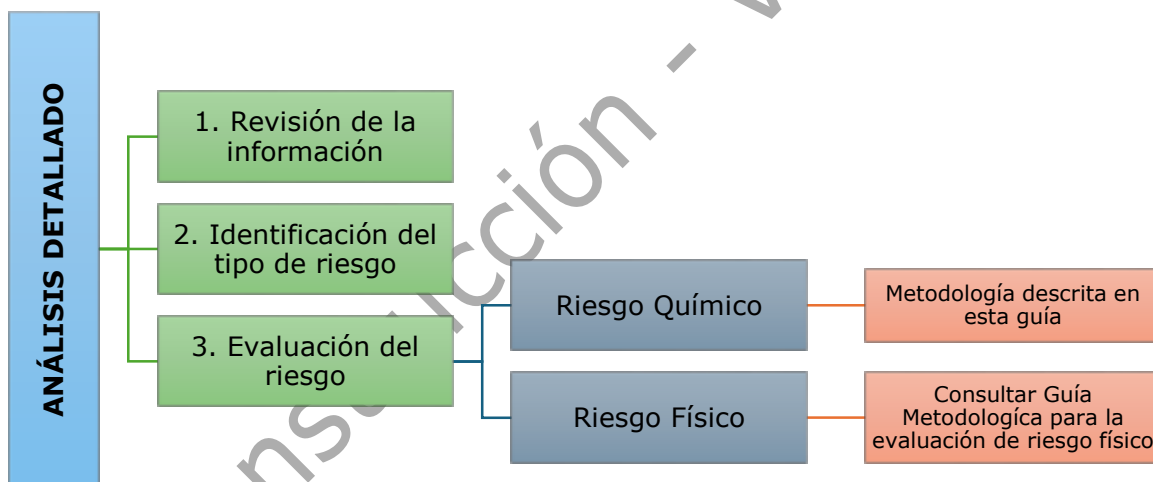 ANÁLISIS DETALLADO
1. Revisión de la
información
2. Identificación del
tipo de riesgo
3. Evaluación del
riesgo
Riesgo Químico
Metodología descrita en
esta guía
Riesgo Físico
Consultar Guía
Metodologíca para la
evaluación de riesgo físico